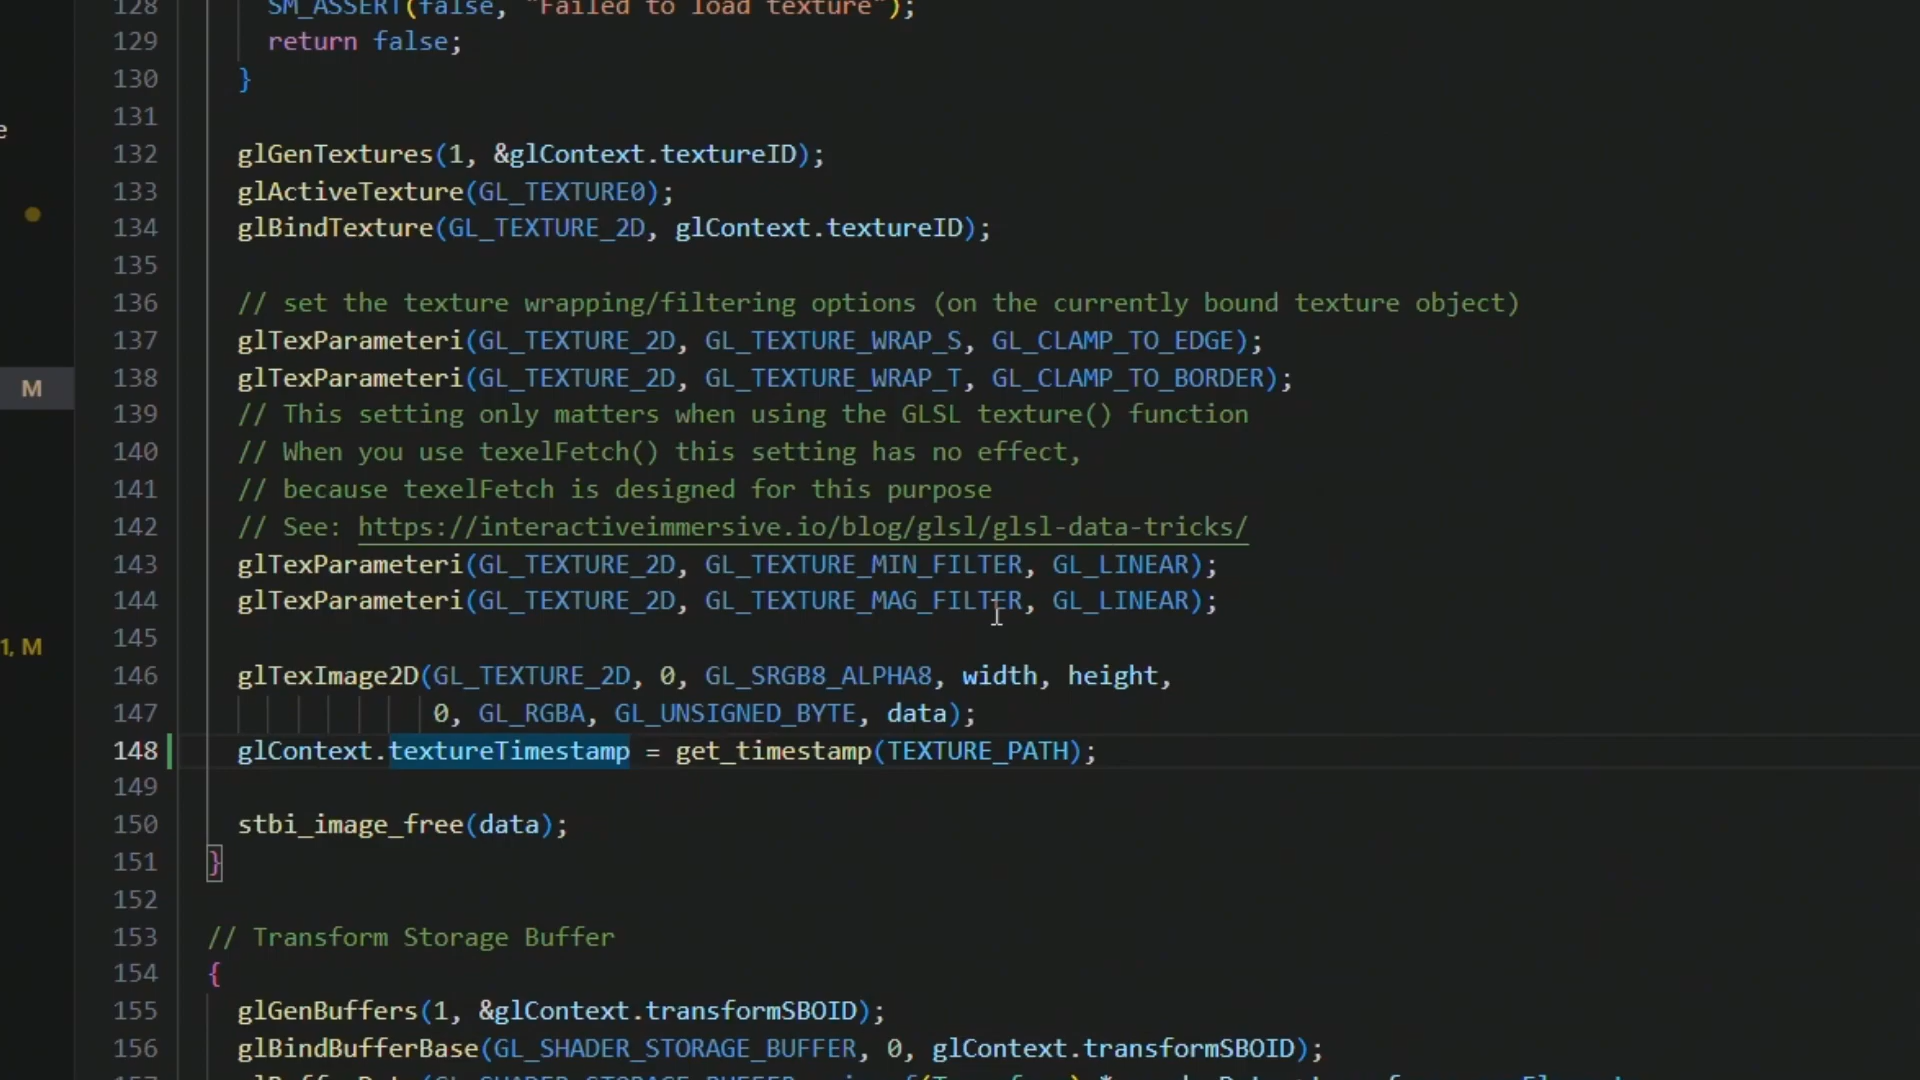 128 SM_ASSERT(false, "Failed to load texture");
129 return false;
130 }
131
132 glGenTextures(1, &glContext.textureID);
133 glActiveTexture(GL_TEXTURE0);
134 glBindTexture(GL_TEXTURE_2D, glContext.textureID);
135
136 // set the texture wrapping/filtering options (on the currently bound texture object)
137 glTexParameteri(GL_TEXTURE_2D, GL_TEXTURE_WRAP_S, GL_CLAMP_TO_EDGE);
M 138 glTexParameteri(GL_TEXTURE_2D, GL_TEXTURE_WRAP_T, GL_CLAMP_TO_BORDER);
139 // This setting only matters when using the GLSL texture() function
140 // When you use texelFetch() this setting has no effect,
141 // because texelFetch is designed for this purpose
142 // See: https://interactiveimmersive.io/blog/glsl/glsl-data-tricks/
143 glTexParameteri(GL_TEXTURE_2D, GL_TEXTURE_MIN_FILTER, GL_LINEAR);
144 glTexParameteri(GL_TEXTURE_2D, GL_TEXTURE_MAG_FILTER, GL_LINEAR);
1, M 145
146 glTexImage2D(GL_TEXTURE_2D, 0, GL_SRGB8_ALPHA8, width, height,
147 0, GL_RGBA, GL_UNSIGNED_BYTE, data);
148 glContext.textureTimestamp = get_timestamp(TEXTURE_PATH);
149
150 stbi_image_free(data);
151 }
152
153 // Transform Storage Buffer
154 {
155 glGenBuffers(1, &glContext.transformSBOID);
156 glBindBufferBase(GL_SHADER_STORAGE_BUFFER, 0, glContext.transformSBOID);